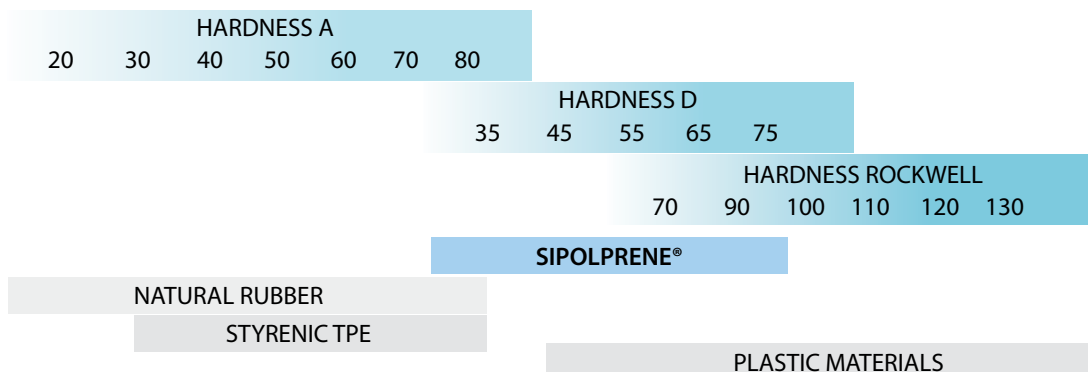 HARDNESS A
20 30 40 50 60 70 80
HARDNESS D
35 45 55 65 75
HARDNESS ROCKWELL
70 90 100 110 120 130
SIPOLPRENE®
NATURAL RUBBER
STYRENIC TPE
PLASTIC MATERIALS